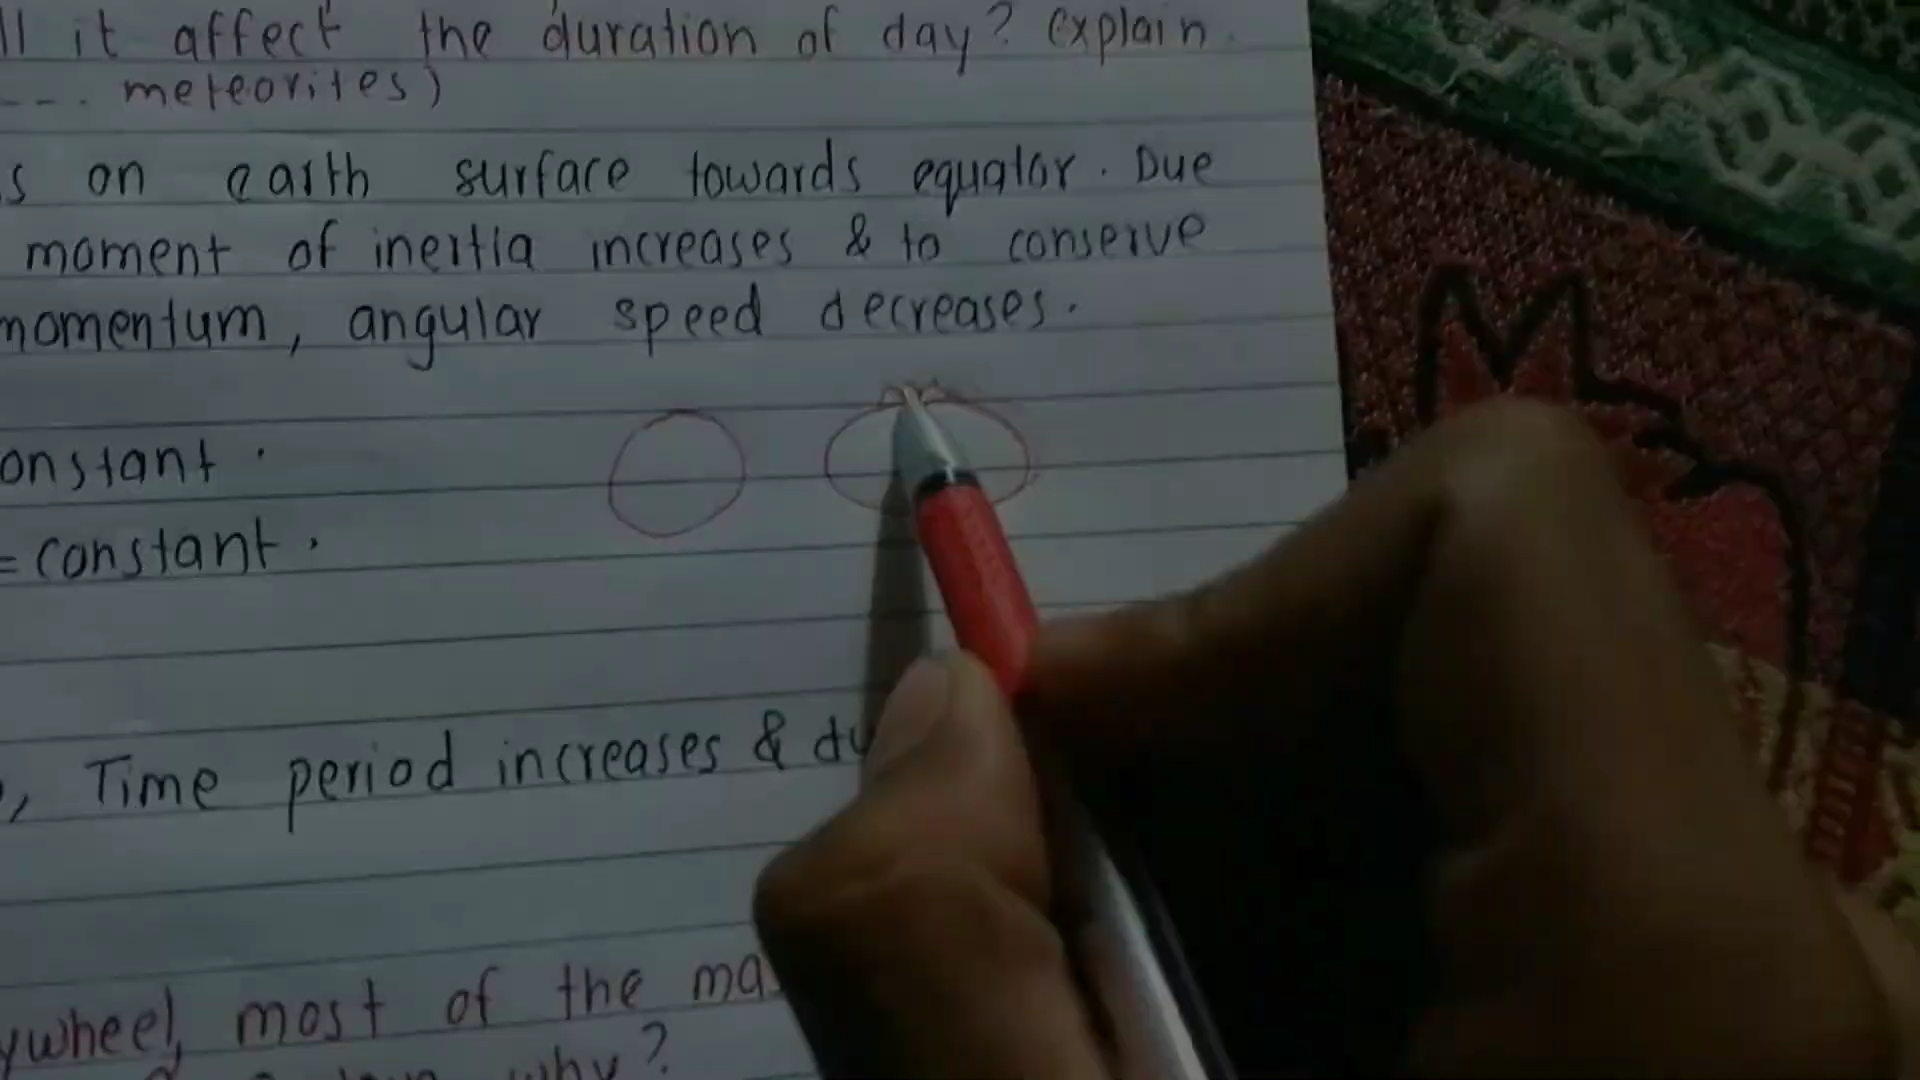 ll it affect the duration of day? explain.
---. meteorites)
s on earth surface towards equator. Due
moment of inertia increases & to conserve
momentum, angular speed decreases.
onstant.
= constant.
, Time period increases & du
ywheel, most of the mas
why?